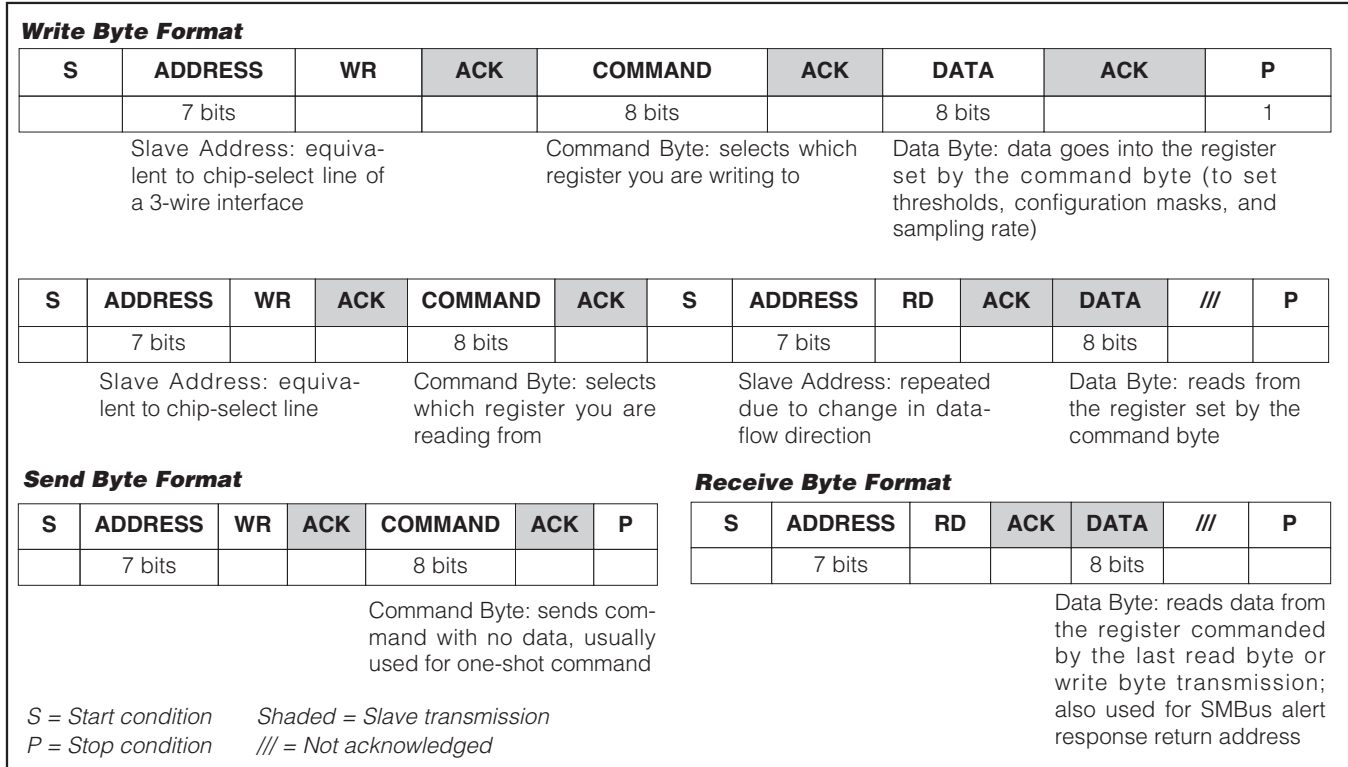 Write Byte Format
S ADDRESS WR ACK COMMAND ACK DATA ACK P
7 bits 8 bits 8 bits 1
Slave Address: equiva-
lent to chip-select line of
a 3-wire interface
Command Byte: selects which
register you are writing to
Data Byte: data goes into the register
set by the command byte (to set
thresholds, configuration masks, and
sampling rate)
S ADDRESS WR ACK COMMAND ACK S ADDRESS RD ACK DATA /// P
7 bits 8 bits 7 bits 8 bits
Slave Address: equiva-
lent to chip-select line
Command Byte: selects
which register you are
reading from
Slave Address: repeated
due to change in data-
flow direction
Data Byte: reads from
the register set by the
command byte
Send Byte Format
S ADDRESS WR ACK COMMAND ACK P
7 bits 8 bits
Command Byte: sends com-
mand with no data, usually
used for one-shot command
Receive Byte Format
S ADDRESS RD ACK DATA /// P
7 bits 8 bits
Data Byte: reads data from
the register commanded
by the last read byte or
write byte transmission;
also used for SMBus alert
response return address
S = Start condition Shaded = Slave transmission
P = Stop condition /// = Not acknowledged